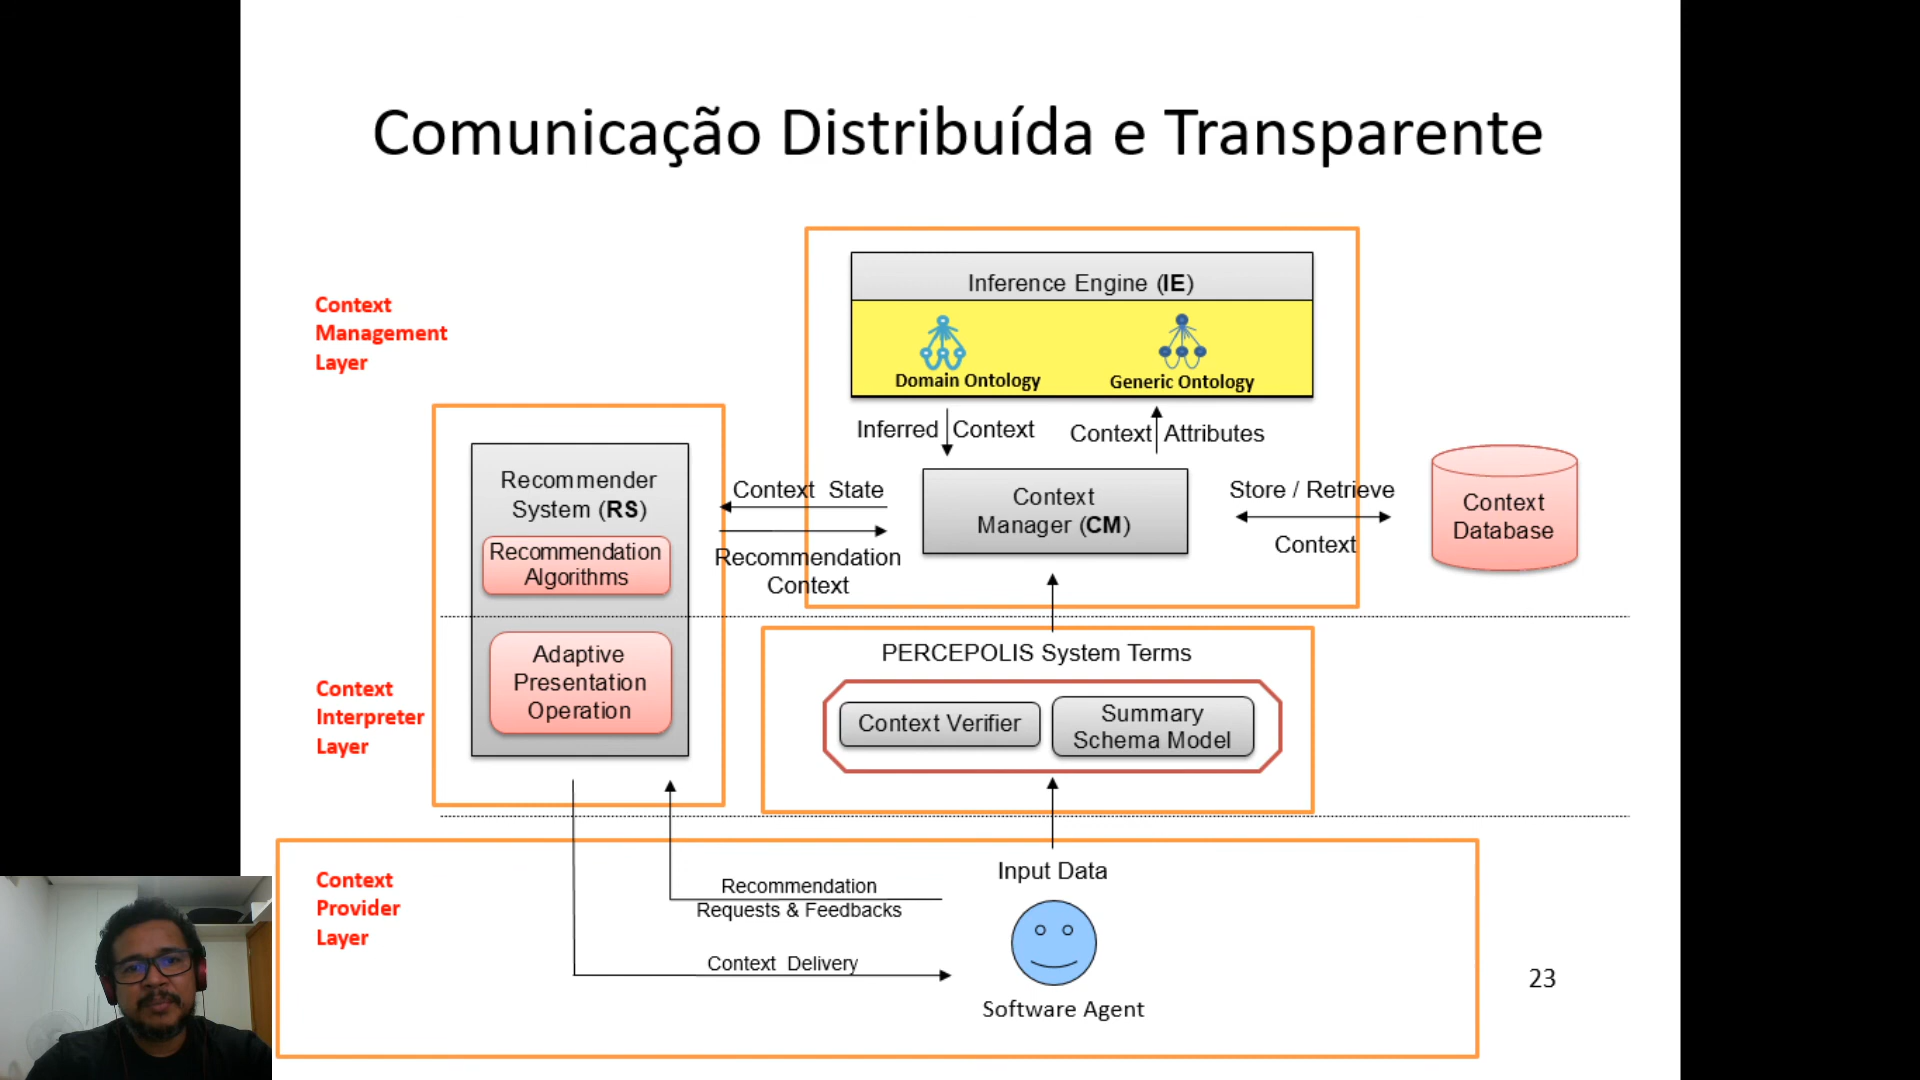 Comunicação Distribuída e Transparente
Context
Management
Layer
Inference Engine (IE)
Domain Ontology
Generic Ontology
Inferred Context
Context Attributes
Recommender
System (RS)
Recommendation
Algorithms
Context State
Recommendation
Context
Context
Manager (CM)
Store / Retrieve
Context
Context
Database
Adaptive
Presentation
Operation
PERCEPOLIS System Terms
Context Verifier
Summary
Schema Model
Context
Interpreter
Layer
Context
Provider
Layer
Input Data
Recommendation
Requests & Feedbacks
Context Delivery
Software Agent
23